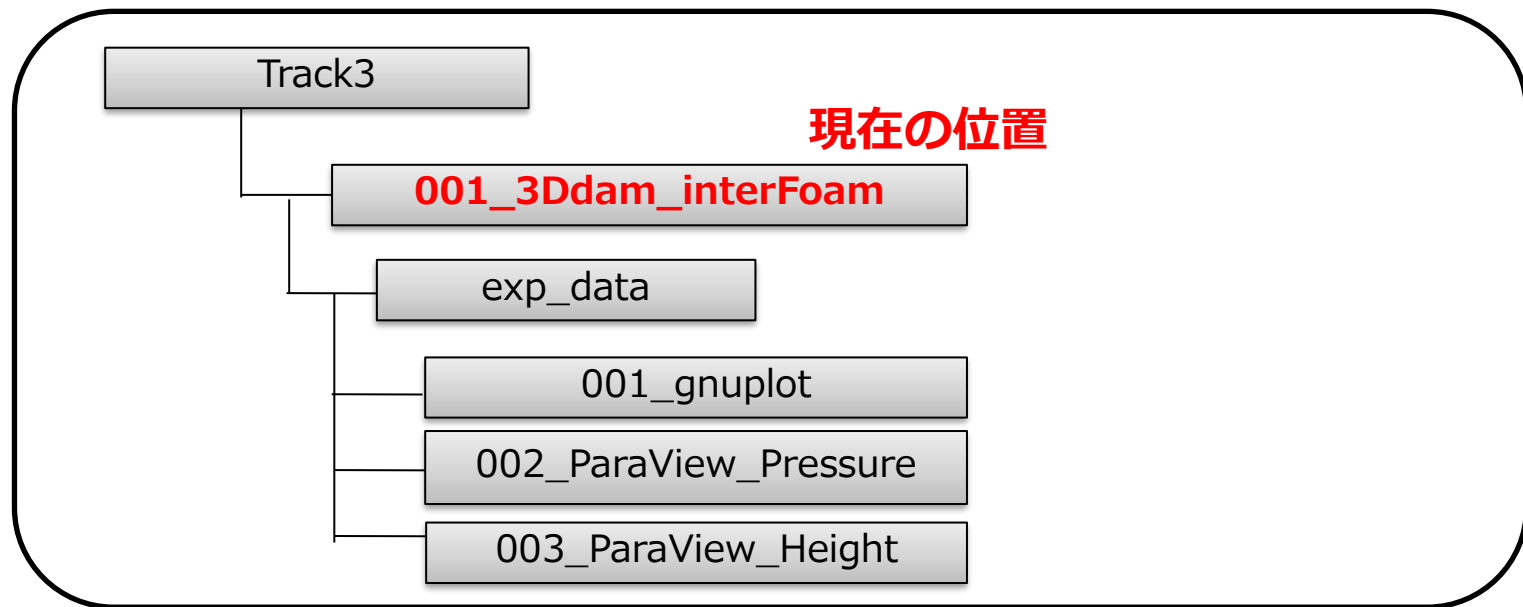 Track3
現在の位置
001_3Ddam_interFoam
exp_data
001_gnuplot
002_ParaView_Pressure
003_ParaView_Height